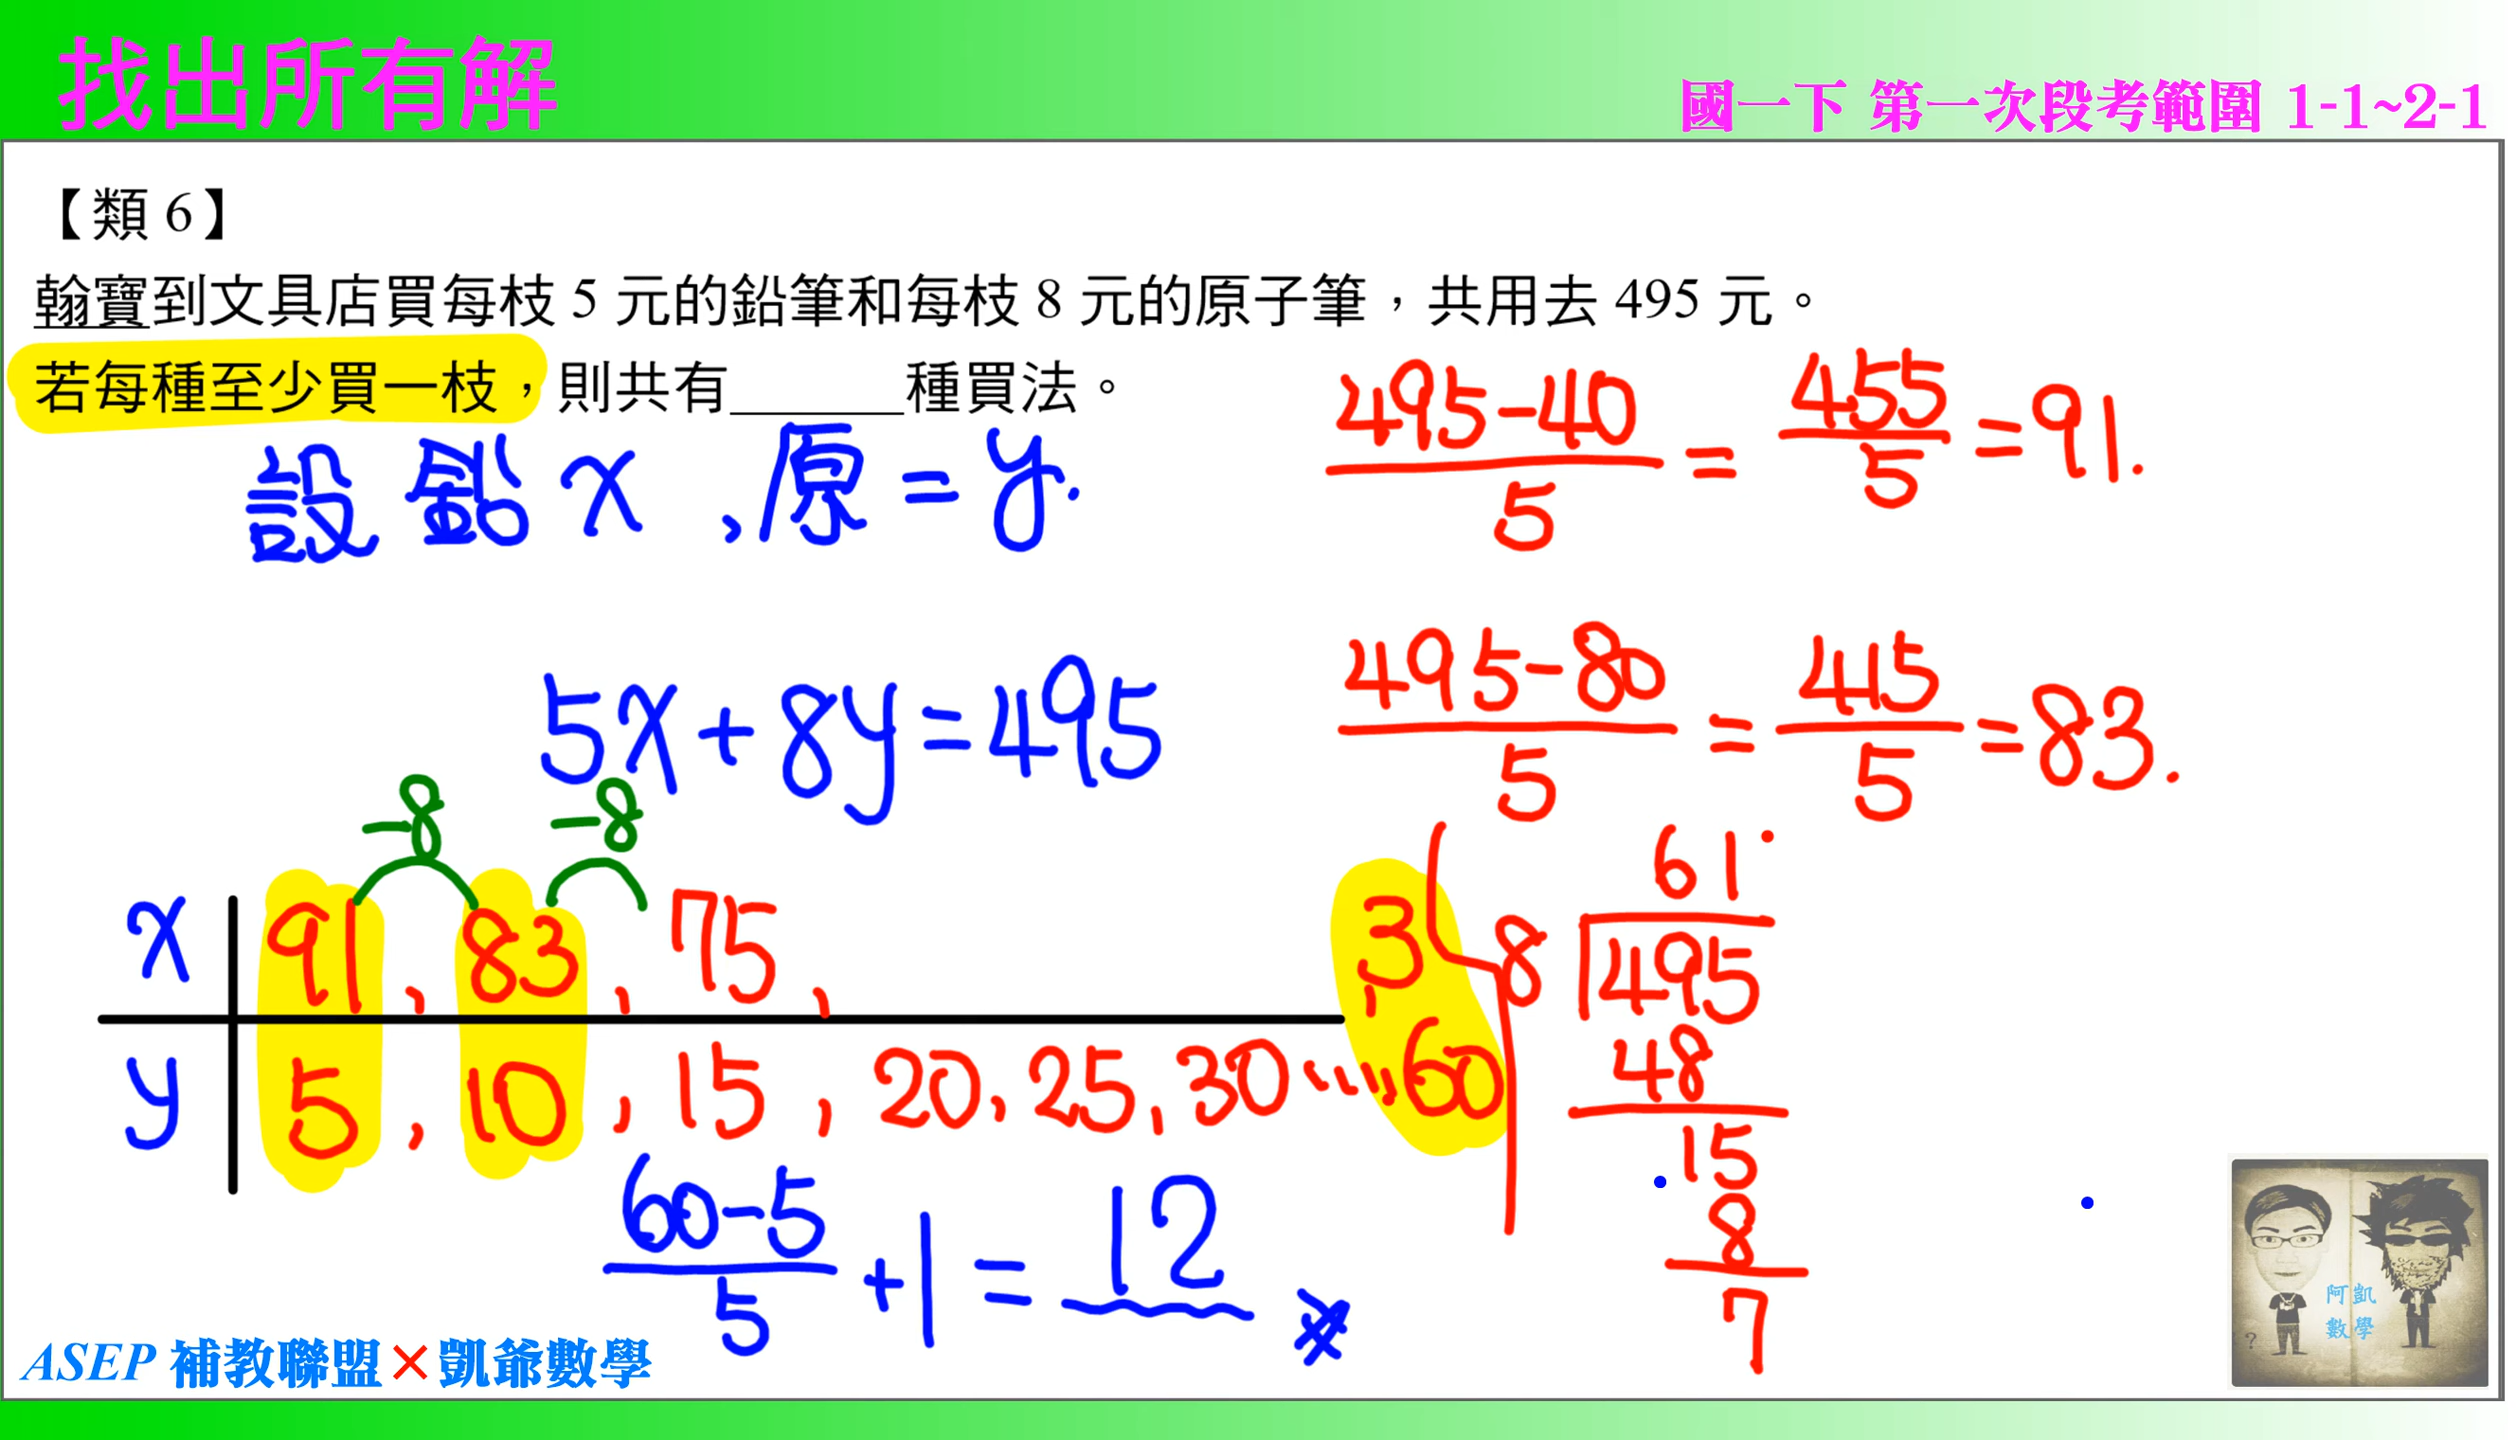 找出所有解
國一下 第一次段考範圍 1-1~2-1
【類 6】
翰寶到文具店買每枝 5 元的鉛筆和每枝 8 元的原子筆，共用去 495 元。
若每種至少買一枝，則共有______種買法。
495-40/5 = 455/5 =91.
設 鉛 x ,原=y.
495-80/5 = 415/5 =83.
5x+8y=495
-8 -8
x 91, 83, 75, 3,
y 5, 10, 15, 20, 25, 30 ..... 60
61
8 495
48
15
8
7
60-5/5 +1 = 12
ASEP 補教聯盟×凱爺數學
阿凱
數學
?